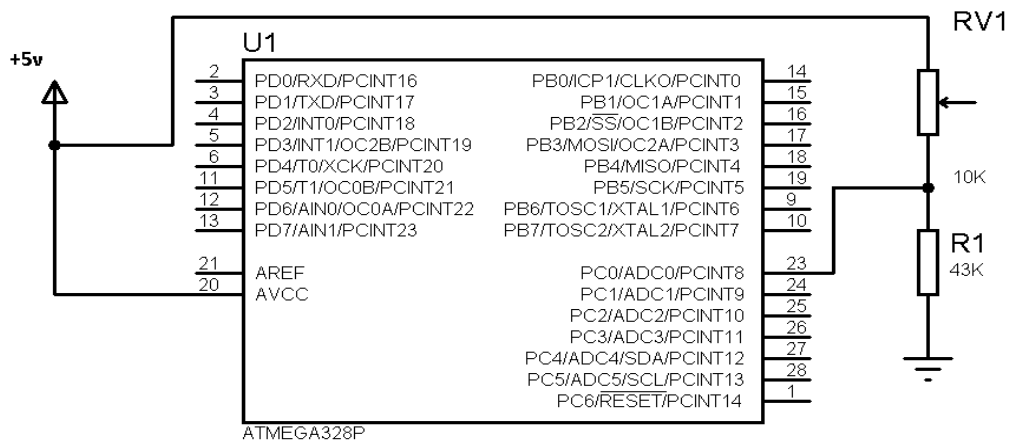 RV1
+5v
U1
2 PD0/RXD/PCINT16 PB0/ICP1/CLKO/PCINT0 14
3 PD1/TXD/PCINT17 PB1/OC1A/PCINT1 15
4 PD2/INT0/PCINT18 PB2/SS/OC1B/PCINT2 16
5 PD3/INT1/OC2B/PCINT19 PB3/MOSI/OC2A/PCINT3 17
6 PD4/T0/XCK/PCINT20 PB4/MISO/PCINT4 18
11 PD5/T1/OC0B/PCINT21 PB5/SCK/PCINT5 19
12 PD6/AIN0/OC0A/PCINT22 PB6/TOSC1/XTAL1/PCINT6 9
13 PD7/AIN1/PCINT23 PB7/TOSC2/XTAL2/PCINT7 10
10K
R1
43K
21 AREF PC0/ADC0/PCINT8 23
20 AVCC PC1/ADC1/PCINT9 24
PC2/ADC2/PCINT10 25
PC3/ADC3/PCINT11 26
PC4/ADC4/SDA/PCINT12 27
PC5/ADC5/SCL/PCINT13 28
PC6/RESET/PCINT14 1
ATMEGA328P